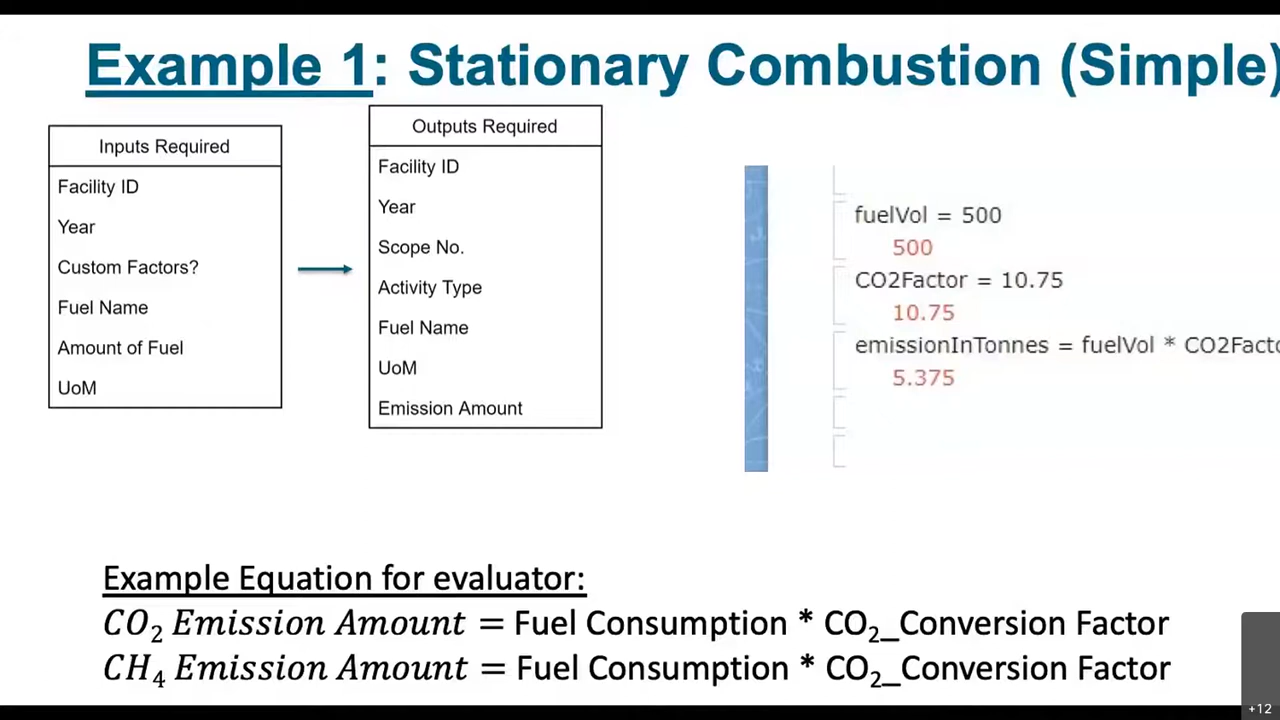 Example 1: Stationary Combustion (Simple)
Inputs Required
Facility ID
Year
Custom Factors?
Fuel Name
Amount of Fuel
UoM
Outputs Required
Facility ID
Year
Scope No.
Activity Type
Fuel Name
UoM
Emission Amount
fuelVol = 500
500
CO2Factor = 10.75
10.75
emissionInTonnes = fuelVol * CO2Facto
5.375
Example Equation for evaluator:
CO₂ Emission Amount = Fuel Consumption * CO₂_Conversion Factor
CH₄ Emission Amount = Fuel Consumption * CO₂_Conversion Factor
+12